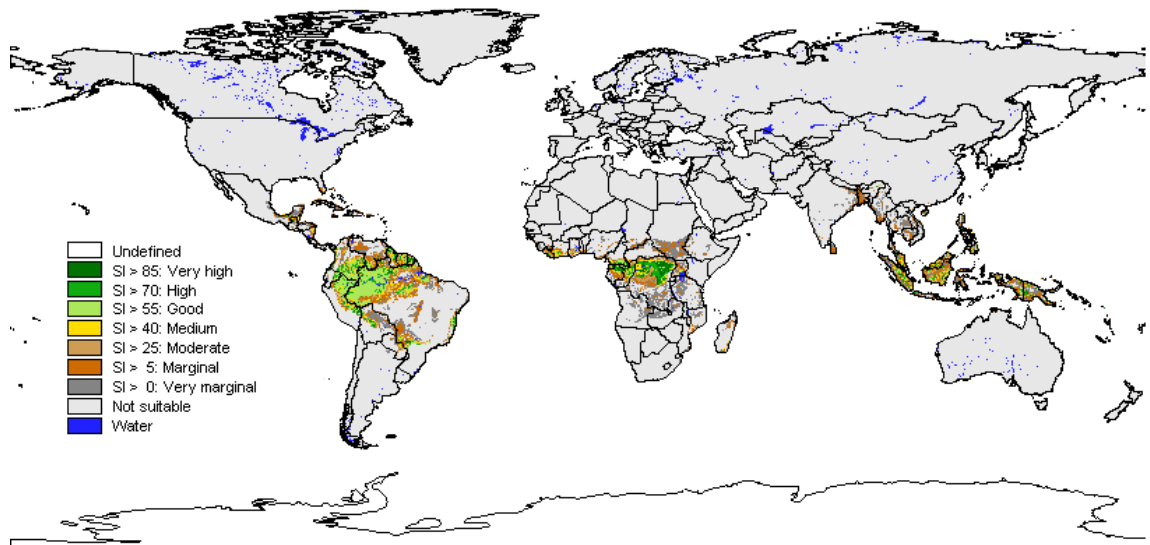 Undefined
SI > 85: Very high
SI > 70: High
SI > 55: Good
SI > 40: Medium
SI > 25: Moderate
SI >  5: Marginal
SI >  0: Very marginal
Not suitable
Water